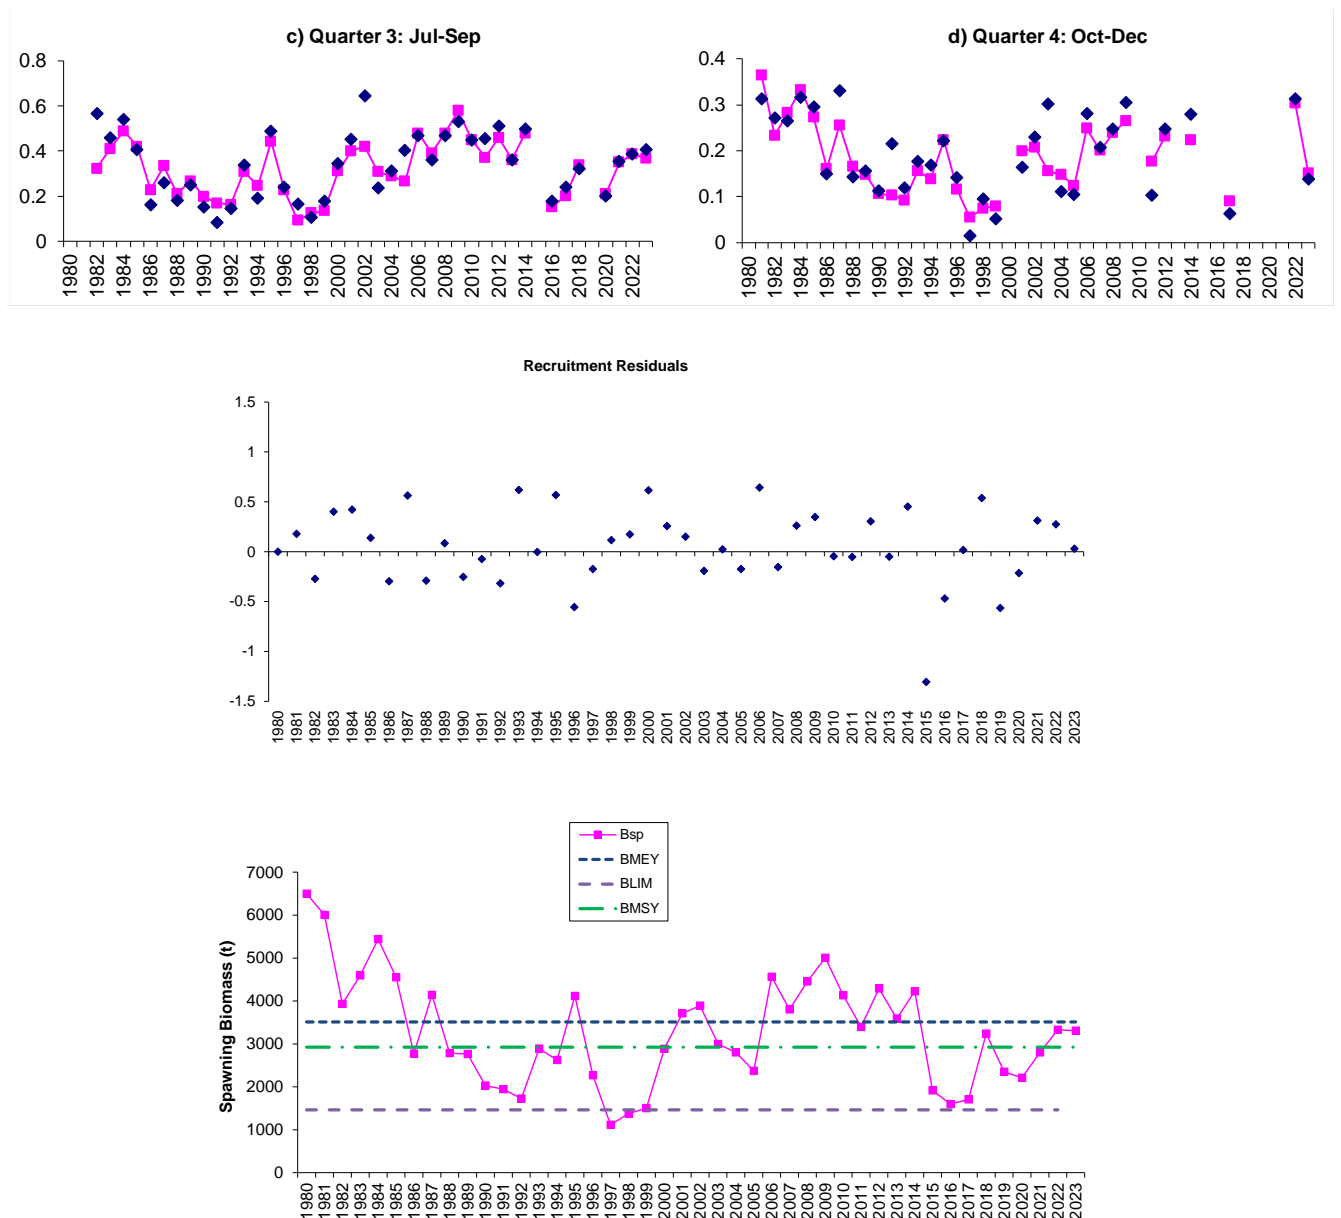 c) Quarter 3: Jul-Sep
0.8
0.6
0.4
0.2
0
1980 1982 1984 1986 1988 1990 1992 1994 1996 1998 2000 2002 2004 2006 2008 2010 2012 2014 2016 2018 2020 2022
d) Quarter 4: Oct-Dec
0.4
0.3
0.2
0.1
0
1980 1982 1984 1986 1988 1990 1992 1994 1996 1998 2000 2002 2004 2006 2008 2010 2012 2014 2016 2018 2020 2022
Recruitment Residuals
1.5
1
0.5
0
-0.5
-1
-1.5
1980 1981 1982 1983 1984 1985 1986 1987 1988 1989 1990 1991 1992 1993 1994 1995 1996 1997 1998 1999 2000 2001 2002 2003 2004 2005 2006 2007 2008 2009 2010 2011 2012 2013 2014 2015 2016 2017 2018 2019 2020 2021 2022 2023
Bsp
BMEY
BLIM
BMSY
Spawning Biomass (t)
7000
6000
5000
4000
3000
2000
1000
0
1980 1981 1982 1983 1984 1985 1986 1987 1988 1989 1990 1991 1992 1993 1994 1995 1996 1997 1998 1999 2000 2001 2002 2003 2004 2005 2006 2007 2008 2009 2010 2011 2012 2013 2014 2015 2016 2017 2018 2019 2020 2021 2022 2023